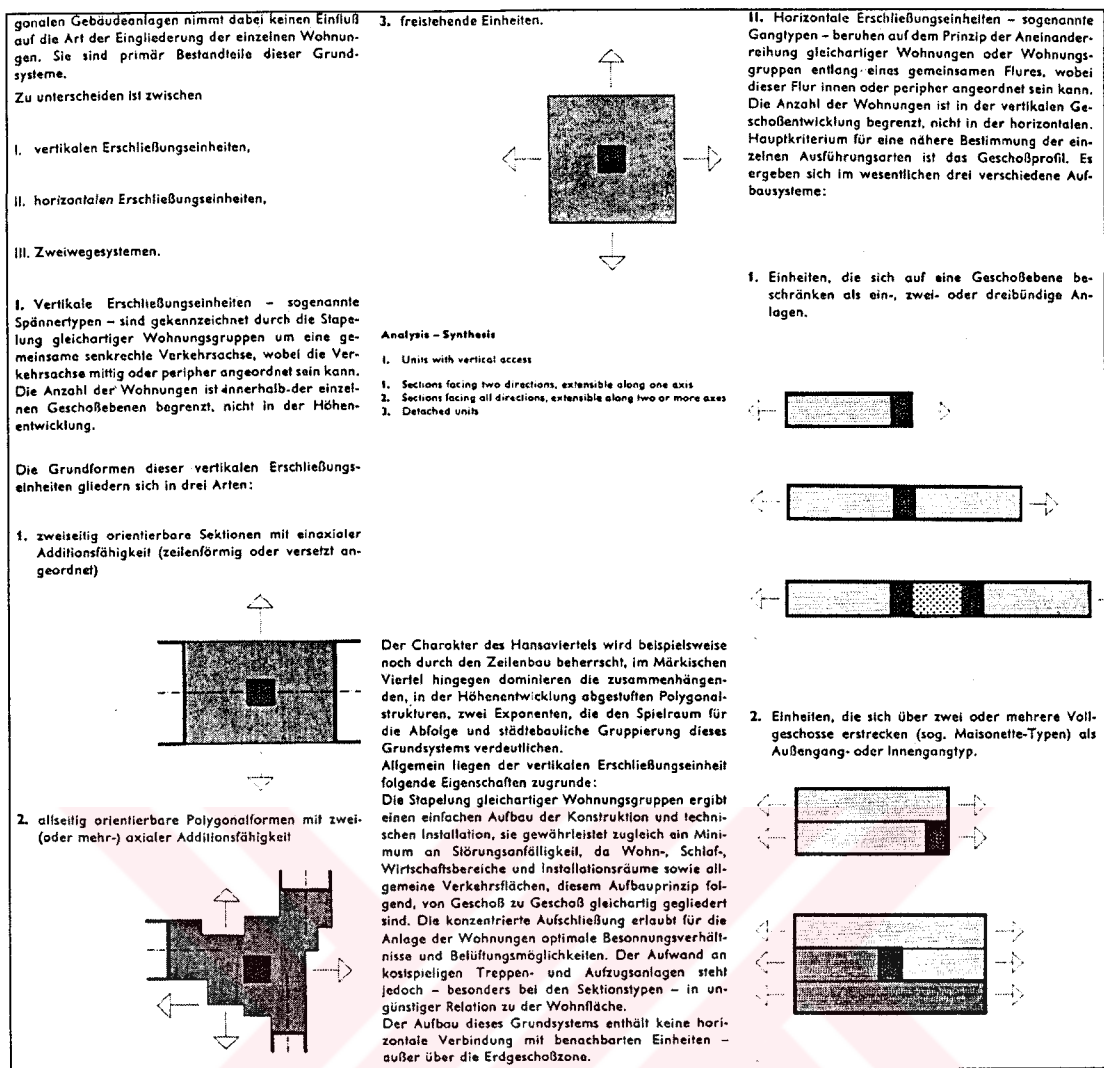 gonalen Gebäudeanlagen nimmt dabei keinen Einfluß
auf die Art der Eingliederung der einzelnen Wohnun-
gen. Sie sind primär Bestandteile dieser Grund-
systeme.
Zu unterscheiden ist zwischen
I. vertikalen Erschließungseinheiten,
II. horizontalen Erschließungseinheiten,
III. Zweiwegesystemen.
I. Vertikale Erschließungseinheiten – sogenannte
Spännertypen – sind gekennzeichnet durch die Stape-
lung gleichartiger Wohnungsgruppen um eine ge-
meinsame senkrechte Verkehrsachse, wobei die Ver-
kehrsachse mittig oder peripher angeordnet sein kann.
Die Anzahl der Wohnungen ist innerhalb der einzel-
nen Geschoßebenen begrenzt, nicht in der Höhen-
entwicklung.
Die Grundformen dieser vertikalen Erschließungs-
einheiten gliedern sich in drei Arten:
1. zweiseitig orientierbare Sektionen mit einaxialer
Additionsfähigkeit (zeilenförmig oder versetzt an-
geordnet)
2. allseitig orientierbare Polygonalformen mit zwei-
(oder mehr-) axialer Additionsfähigkeit
3. freistehende Einheiten.
Analysis – Synthesis
I. Units with vertical access
1. Sections facing two directions, extensible along one axis
2. Sections facing all directions, extensible along two or more axes
3. Detached units
Der Charakter des Hansaviertels wird beispielsweise
noch durch den Zeilenbau beherrscht, im Märkischen
Viertel hingegen dominieren die zusammenhängen-
den, in der Höhenentwicklung abgestuften Polygonal-
strukturen, zwei Exponenten, die den Spielraum für
die Abfolge und städtebauliche Gruppierung dieses
Grundsystems verdeutlichen.
Allgemein liegen der vertikalen Erschließungseinheit
folgende Eigenschaften zugrunde:
Die Stapelung gleichartiger Wohnungsgruppen ergibt
einen einfachen Aufbau der Konstruktion und techni-
schen Installation, sie gewährleistet zugleich ein Mini-
mum an Störungsanfälligkeit, da Wohn-, Schlaf-,
Wirtschaftsbereiche und Installationsräume sowie all-
gemeine Verkehrsflächen, diesem Aufbauprinzip fol-
gend, von Geschoß zu Geschoß gleichartig gegliedert
sind. Die konzentrierte Aufschließung erlaubt für die
Anlage der Wohnungen optimale Besonnungsverhält-
nisse und Belüftungsmöglichkeiten. Der Aufwand an
kostspieligen Treppen- und Aufzugsanlagen steht
jedoch – besonders bei den Sektionstypen – in un-
günstiger Relation zu der Wohnfläche.
Der Aufbau dieses Grundsystems enthält keine hori-
zontale Verbindung mit benachbarten Einheiten –
außer über die Erdgeschoßzone.
II. Horizontale Erschließungseinheiten – sogenannte
Gangtypen – beruhen auf dem Prinzip der Aneinander-
reihung gleichartiger Wohnungen oder Wohnungs-
gruppen entlang eines gemeinsamen Flures, wobei
dieser Flur innen oder peripher angeordnet sein kann.
Die Anzahl der Wohnungen ist in der vertikalen Ge-
schoßentwicklung begrenzt, nicht in der horizontalen.
Hauptkriterium für eine nähere Bestimmung der ein-
zelnen Ausführungsarten ist das Geschoßprofil. Es
ergeben sich im wesentlichen drei verschiedene Auf-
bausysteme:
1. Einheiten, die sich auf eine Geschoßebene be-
schränken als ein-, zwei- oder dreibündige An-
lagen.
2. Einheiten, die sich über zwei oder mehrere Voll-
geschosse erstrecken (sog. Maisonette-Typen) als
Außengang- oder Innengangtyp.